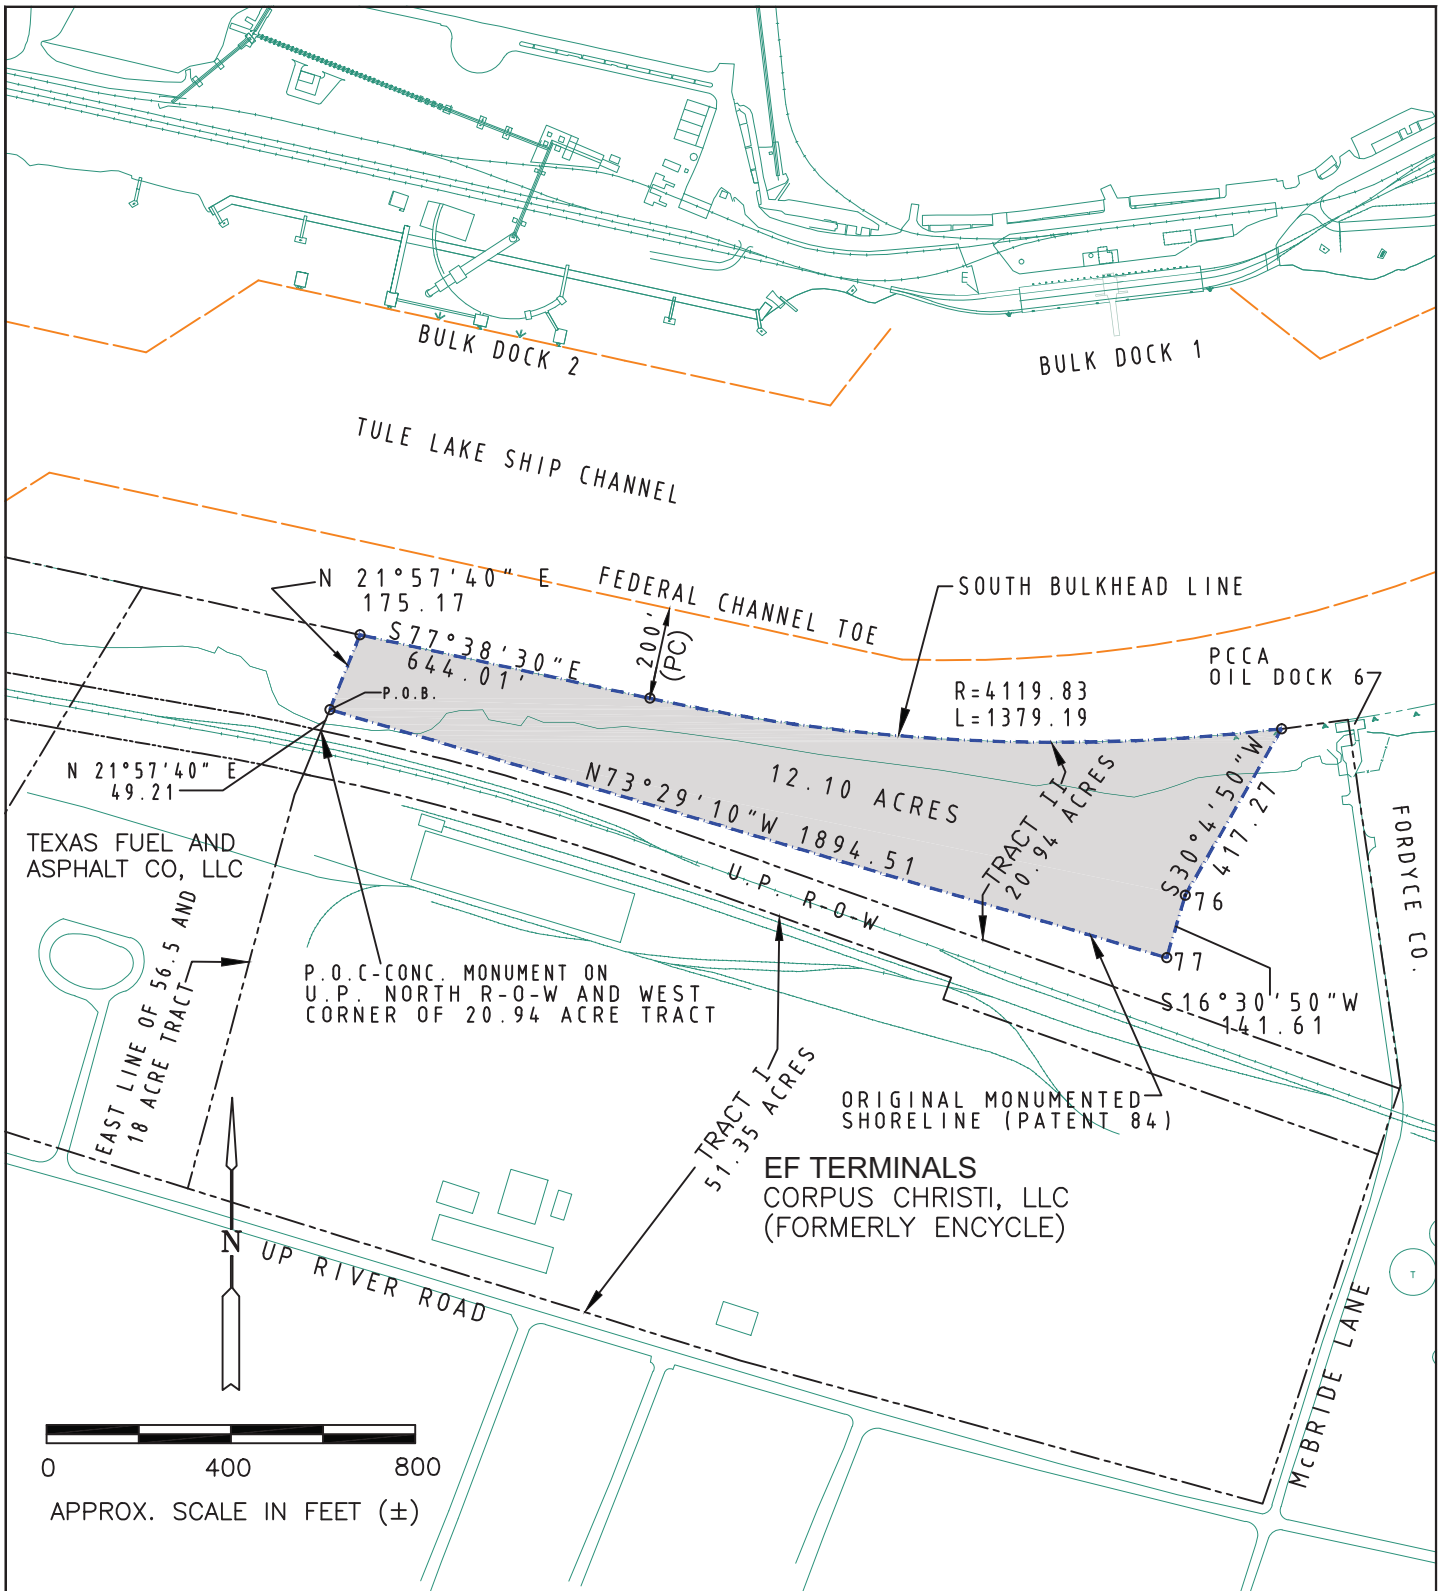 BULK DOCK 2
BULK DOCK 1
TULE LAKE SHIP CHANNEL
N 21°57'40" E
175.17
FEDERAL CHANNEL TOE
SOUTH BULKHEAD LINE
S77°38'30"E
644.01'
200'
(PC)
PCCA
OIL DOCK 6
R=4119.83
L=1379.19
P.O.B.
N 21°57'40" E
49.21
N73°29'10"W 1894.51
12.10 ACRES
TRACT II
20.94 ACRES
S30°4'50"W
417.27
FORDYCE CO.
TEXAS FUEL AND
ASPHALT CO, LLC
U.P. R-O-W
76
77
EAST LINE OF 56.5 AND
18 ACRE TRACT
P.O.C-CONC. MONUMENT ON
U.P. NORTH R-O-W AND WEST
CORNER OF 20.94 ACRE TRACT
S16°30'50"W
141.61
TRACT I
51.35 ACRES
ORIGINAL MONUMENTED
SHORELINE (PATENT 84)
EF TERMINALS
CORPUS CHRISTI, LLC
(FORMERLY ENCYCLE)
N
UP RIVER ROAD
T
McBRIDE LANE
0 400 800
APPROX. SCALE IN FEET (±)